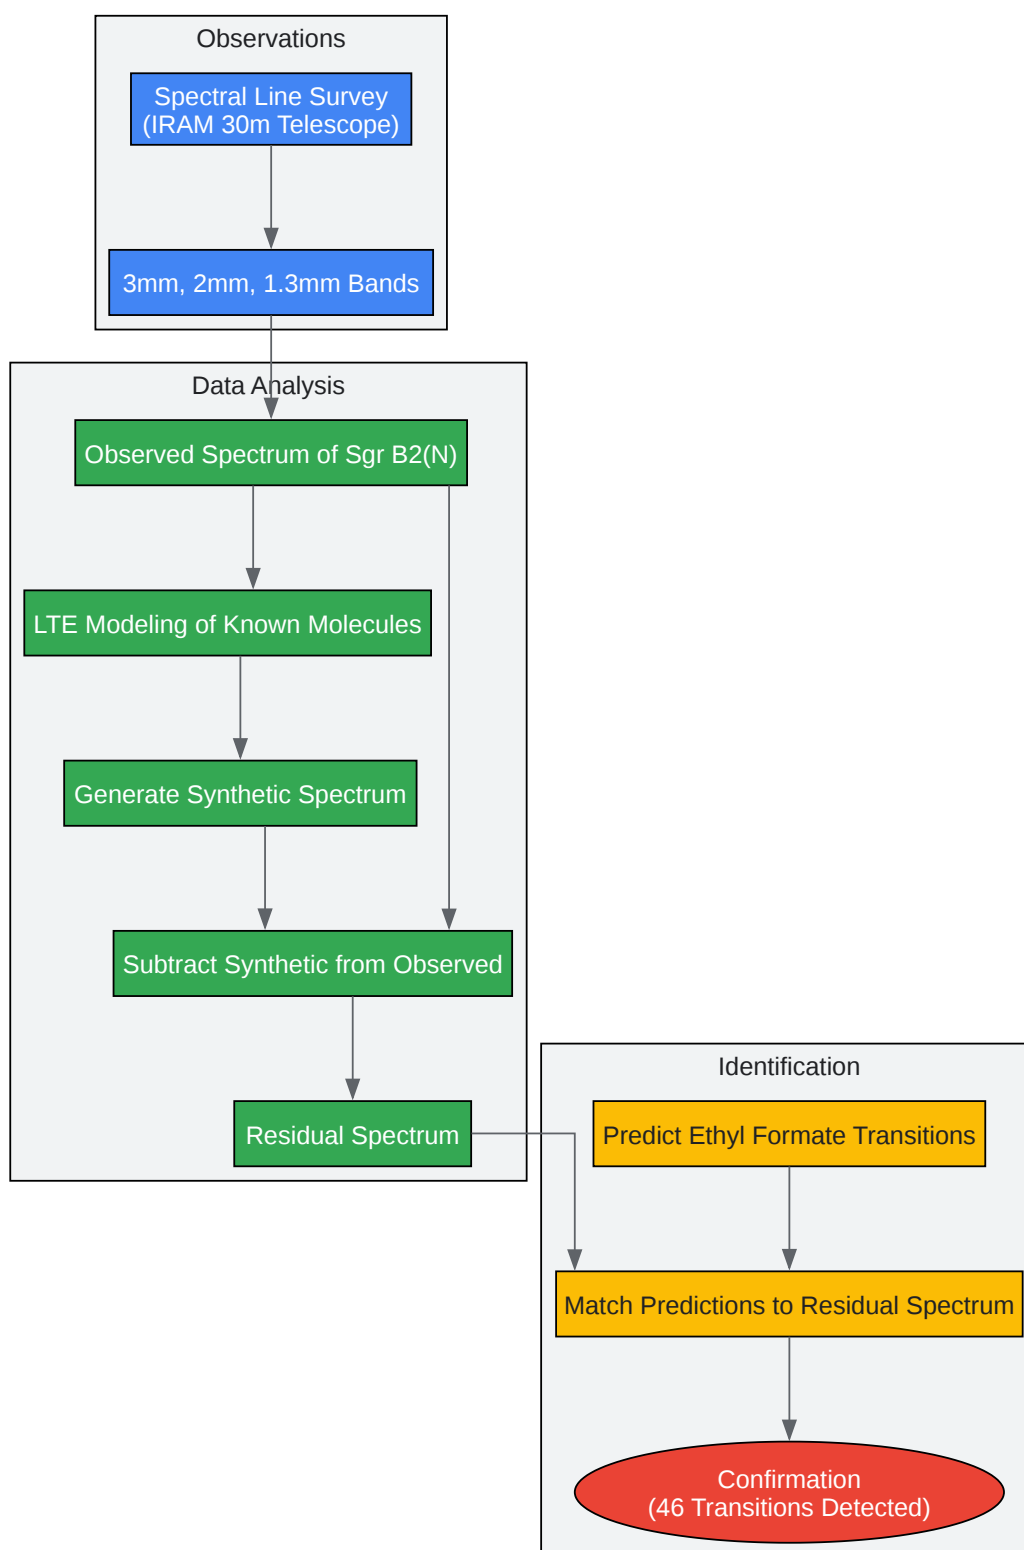 Observations
Spectral Line Survey
(IRAM 30m Telescope)
3mm, 2mm, 1.3mm Bands
Data Analysis
Observed Spectrum of Sgr B2(N)
LTE Modeling of Known Molecules
Generate Synthetic Spectrum
Subtract Synthetic from Observed
Residual Spectrum
Identification
Predict Ethyl Formate Transitions
Match Predictions to Residual Spectrum
Confirmation
(46 Transitions Detected)